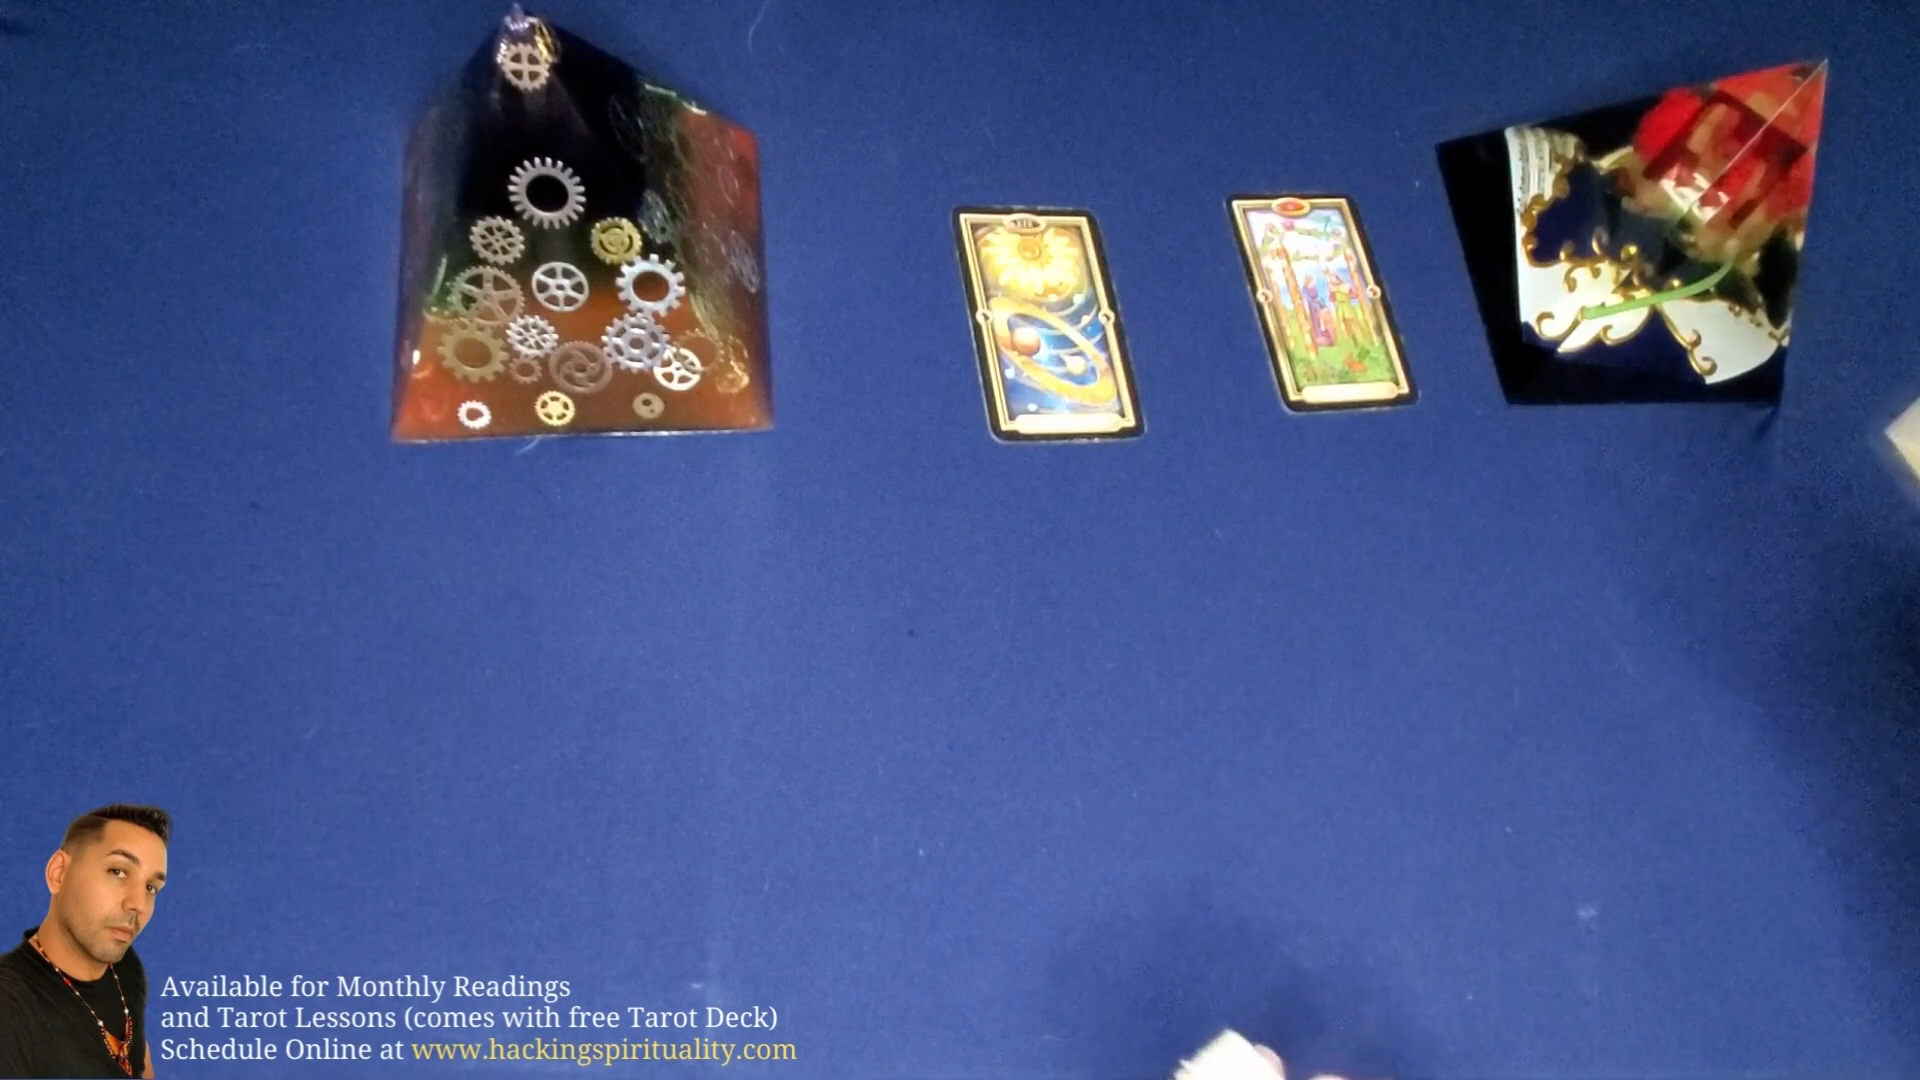 Available for Monthly Readings
and Tarot Lessons (comes with free Tarot Deck)
Schedule Online at www.hackingspirituality.com